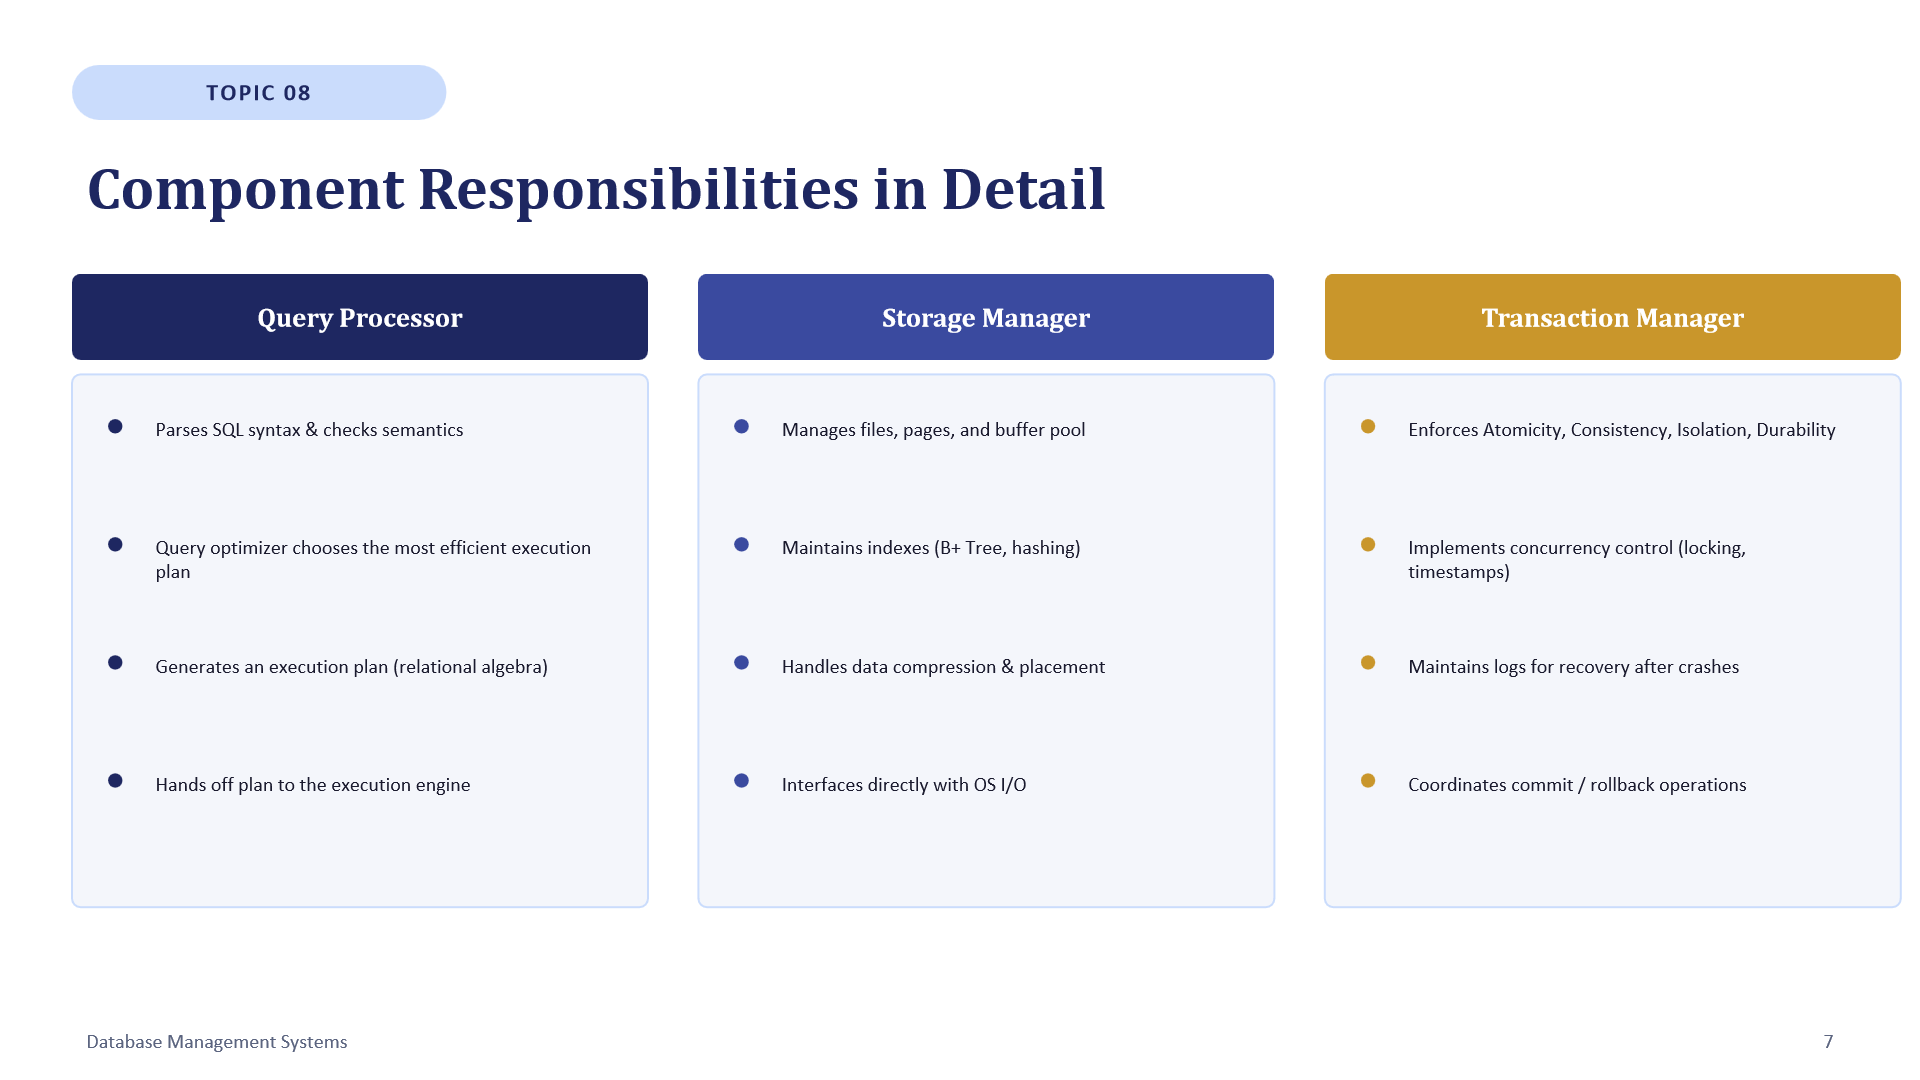 TOPIC 08
Component Responsibilities in Detail
Query Processor
Parses SQL syntax & checks semantics
Query optimizer chooses the most efficient execution
plan
Generates an execution plan (relational algebra)
Hands off plan to the execution engine
Storage Manager
Manages files, pages, and buffer pool
Maintains indexes (B+ Tree, hashing)
Handles data compression & placement
Interfaces directly with OS I/O
Transaction Manager
Enforces Atomicity, Consistency, Isolation, Durability
Implements concurrency control (locking,
timestamps)
Maintains logs for recovery after crashes
Coordinates commit / rollback operations
Database Management Systems
7